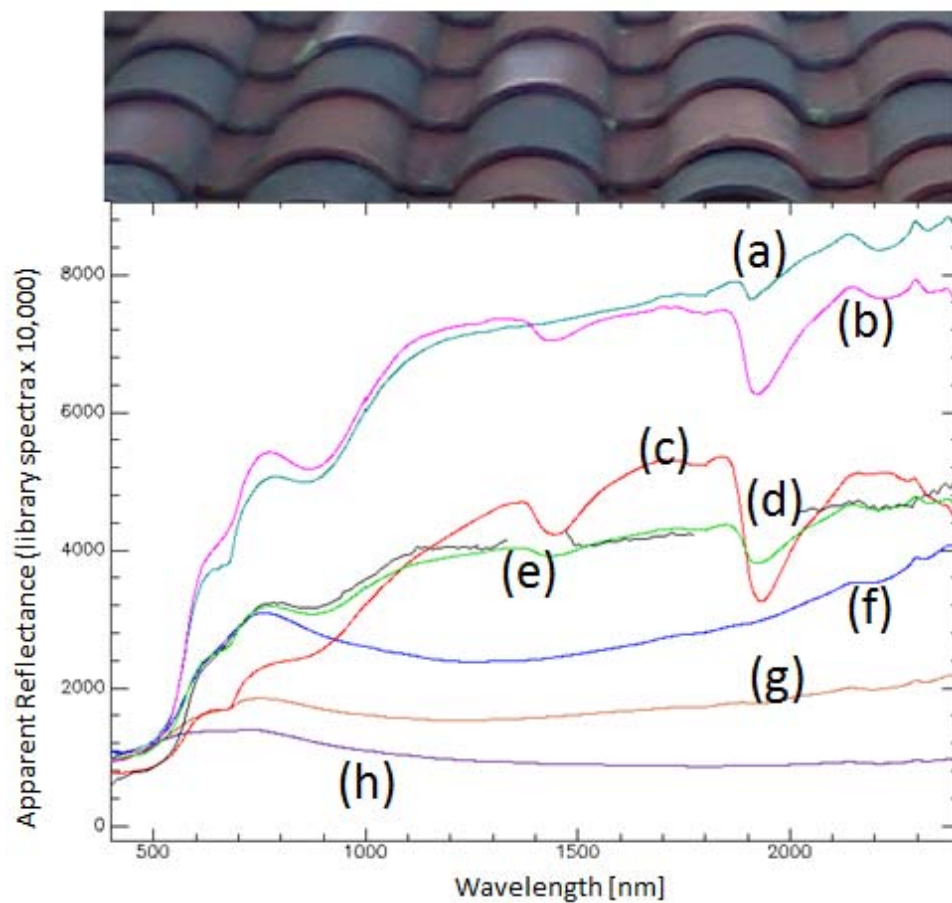 Apparent Reflectance (library spectra x 10,000)
8000
6000
4000
2000
0
(a)
(b)
(c)
(d)
(e)
(f)
(g)
(h)
500
1000
1500
2000
Wavelength [nm]